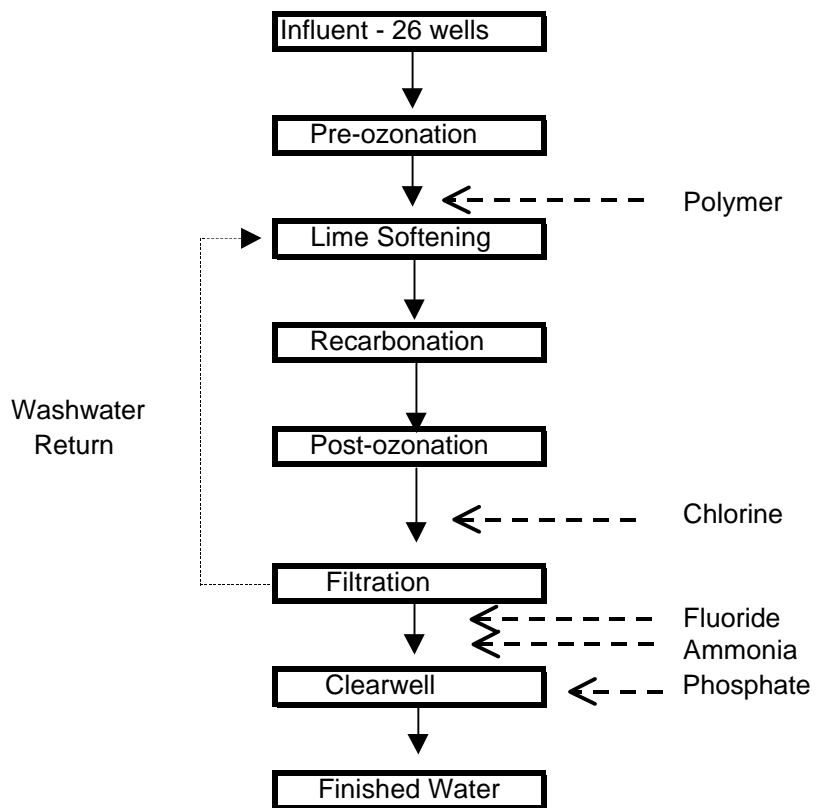 Influent - 26 wells
Pre-ozonation
Polymer
Lime Softening
Recarbonation
Washwater
Return
Post-ozonation
Chlorine
Filtration
Fluoride
Ammonia
Clearwell
Phosphate
Finished Water